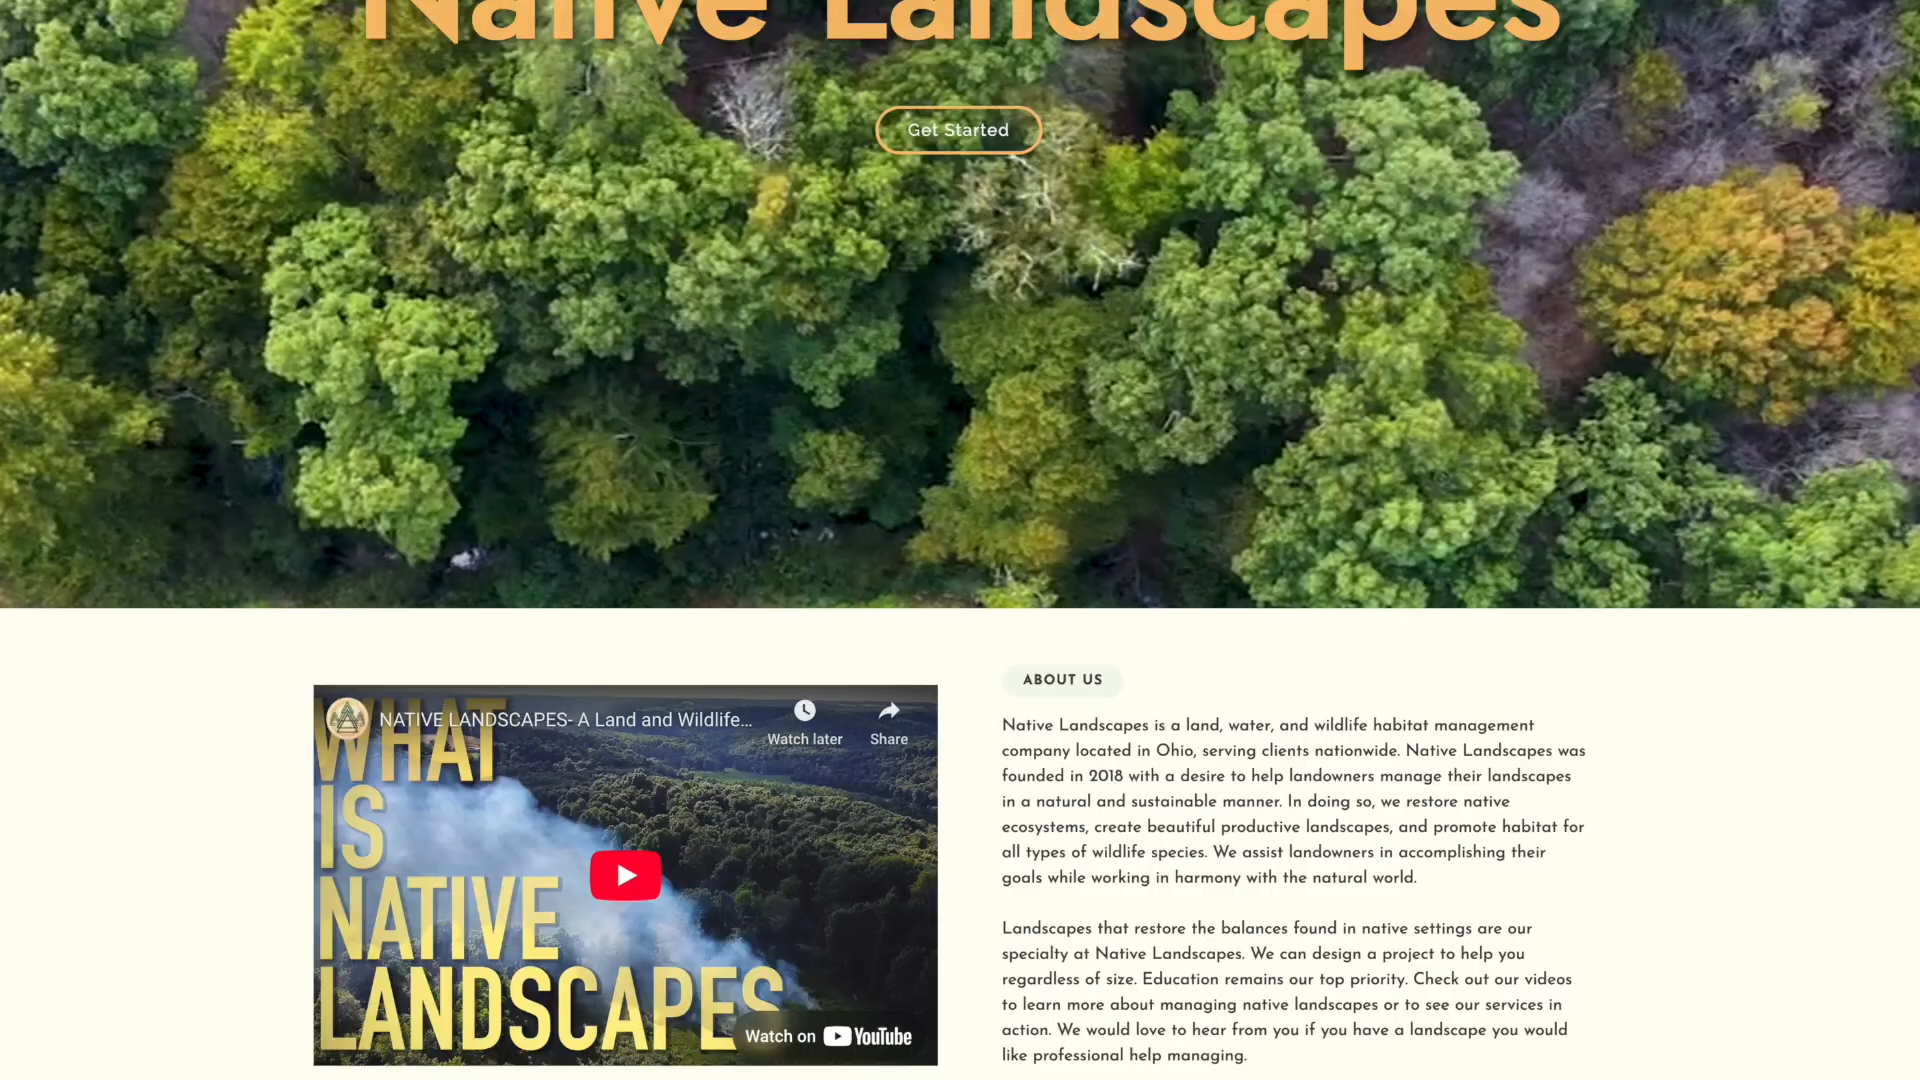 Native Landscapes
Get Started
WHAT
IS
NATIVE
LANDSCAPES
NATIVE LANDSCAPES- A Land and Wildlife...
Watch later
Share
Watch on YouTube
ABOUT US
Native Landscapes is a land, water, and wildlife habitat management
company located in Ohio, serving clients nationwide. Native Landscapes was
founded in 2018 with a desire to help landowners manage their landscapes
in a natural and sustainable manner. In doing so, we restore native
ecosystems, create beautiful productive landscapes, and promote habitat for
all types of wildlife species. We assist landowners in accomplishing their
goals while working in harmony with the natural world.
Landscapes that restore the balances found in native settings are our
specialty at Native Landscapes. We can design a project to help you
regardless of size. Education remains our top priority. Check out our videos
to learn more about managing native landscapes or to see our services in
action. We would love to hear from you if you have a landscape you would
like professional help managing.